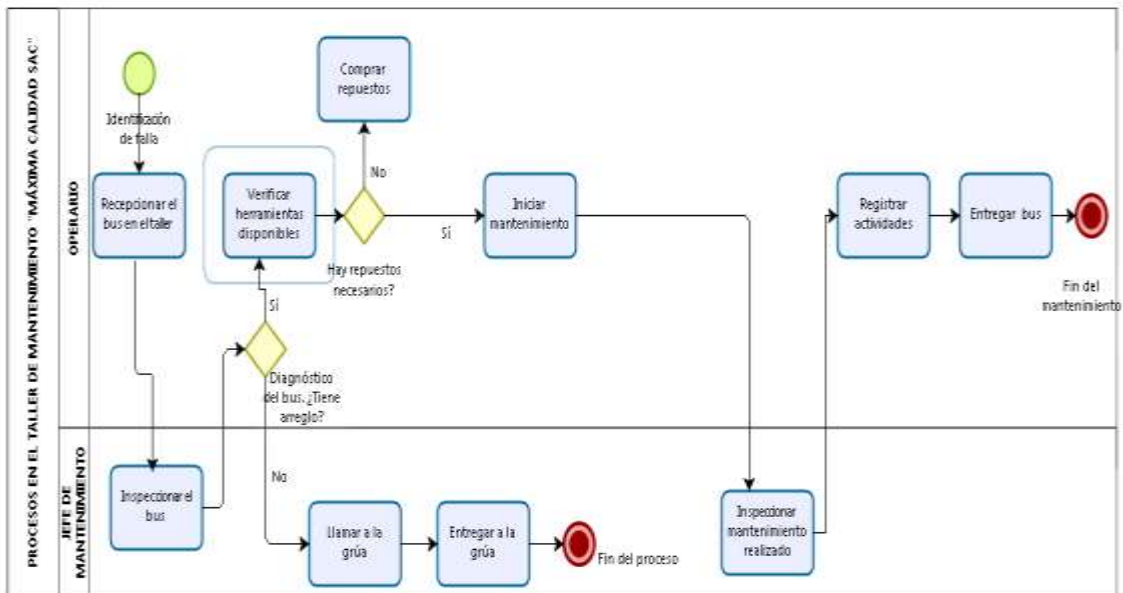 PROCESOS EN EL TALLER DE MANTENIMIENTO "MÁXIMA CALIDAD SAC"
OPERARIO
Identificación
de falla
Recepcionar el
bus en el taller
Verificar
herramientas
disponibles
Comprar
repuestos
No
Sí
Hay repuestos
necesarios?
Iniciar
mantenimiento
Registrar
actividades
Entregar bus
Fin del
mantenimiento
Sí
Diagnóstico
del bus. ¿Tiene
arreglo?
JEFE DE
MANTENIMIENTO
Inspeccionar el
bus
No
Llamar a la
grúa
Entregar a la
grúa
Fin del proceso
Inspeccionar
mantenimiento
realizado